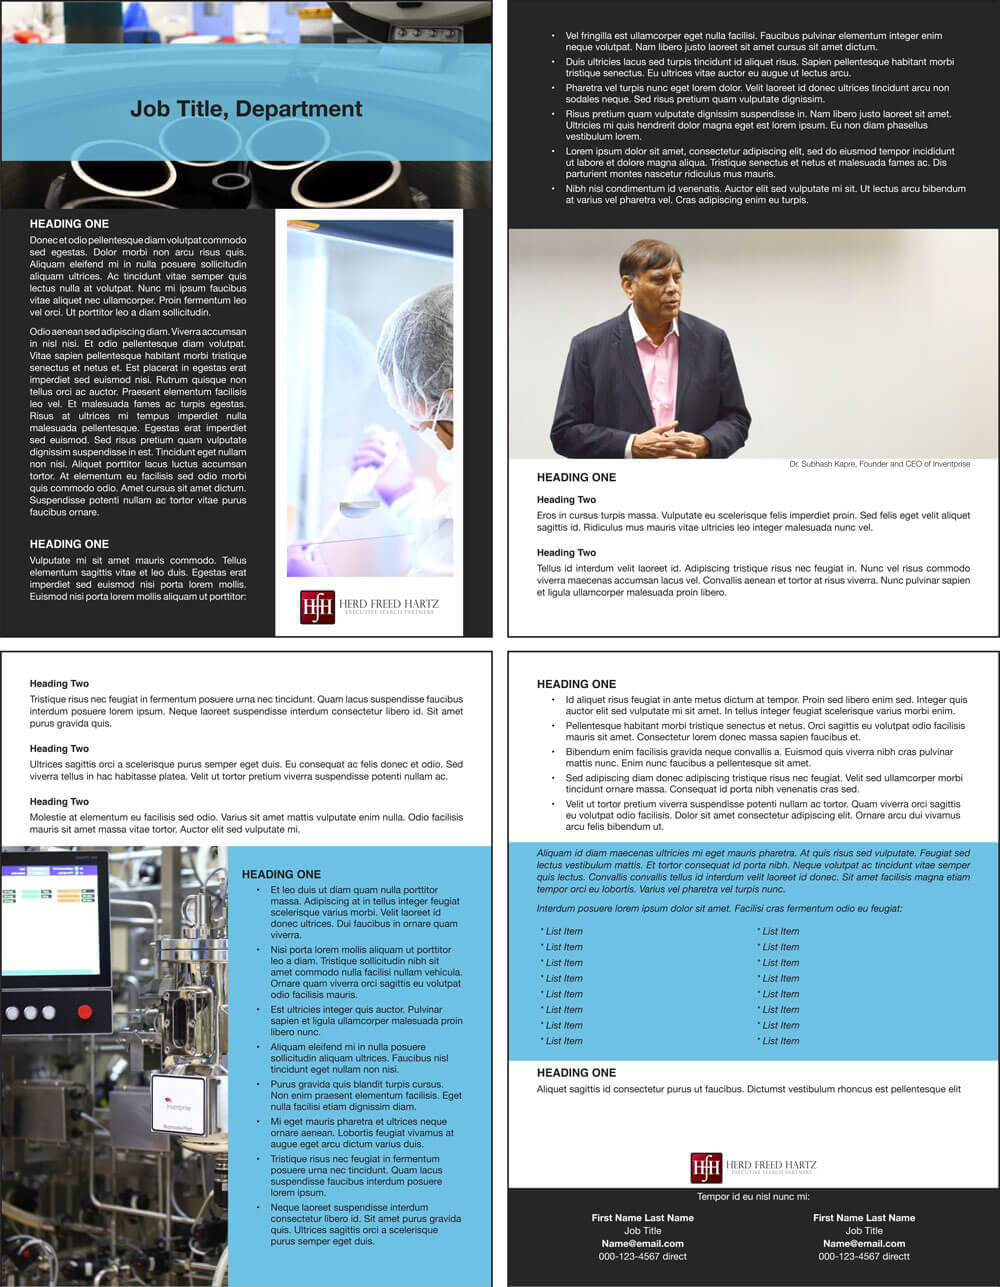 Job Title, Department
HEADING ONE
Donec et odio pellentesque diam volutpat commodo
sed egestas. Dolor morbi non arcu risus quis.
Aliquam eleifend mi in nulla posuere sollicitudin
aliquam ultrices. Ac tincidunt vitae semper quis
lectus nulla at volutpat. Nunc mi ipsum faucibus
vitae aliquet nec ullamcorper. Proin fermentum leo
vel orci. Ut porttitor leo a diam sollicitudin.
Odio aenean sed adipiscing diam. Viverra accumsan
in nisl nisi. Et odio pellentesque diam volutpat.
Vitae sapien pellentesque habitant morbi tristique
senectus et netus et. Est placerat in egestas erat
imperdiet sed euismod nisi. Rutrum quisque non
tellus orci ac auctor. Praesent elementum facilisis
leo vel. Et malesuada fames ac turpis egestas.
Risus at ultrices mi tempus imperdiet nulla
malesuada pellentesque. Egestas erat imperdiet
sed euismod. Sed risus pretium quam vulputate
dignissim suspendisse in est. Tincidunt eget nullam
non nisi. Aliquet porttitor lacus luctus accumsan
tortor. At elementum eu facilisis sed odio morbi
quis commodo odio. Amet cursus sit amet dictum.
Suspendisse potenti nullam ac tortor vitae purus
faucibus ornare.
HEADING ONE
Vulputate mi sit amet mauris commodo. Tellus
elementum sagittis vitae et leo duis. Egestas erat
imperdiet sed euismod nisi porta lorem mollis.
Euismod nisi porta lorem mollis aliquam ut porttitor:
HfH HERD FREED HARTZ
EXECUTIVE SEARCH PARTNERS
• Vel fringilla est ullamcorper eget nulla facilisi. Faucibus pulvinar elementum integer enim
neque volutpat. Nam libero justo laoreet sit amet cursus sit amet dictum.
• Duis ultricies lacus sed turpis tincidunt id aliquet risus. Sapien pellentesque habitant morbi
tristique senectus. Eu ultrices vitae auctor eu augue ut lectus arcu.
• Pharetra vel turpis nunc eget lorem dolor. Velit laoreet id donec ultrices tincidunt arcu non
sodales neque. Sed risus pretium quam vulputate dignissim.
• Risus pretium quam vulputate dignissim suspendisse in. Nam libero justo laoreet sit amet.
Ultricies mi quis hendrerit dolor magna eget est lorem ipsum. Eu non diam phasellus
vestibulum lorem.
• Lorem ipsum dolor sit amet, consectetur adipiscing elit, sed do eiusmod tempor incididunt
ut labore et dolore magna aliqua. Tristique senectus et netus et malesuada fames ac. Dis
parturient montes nascetur ridiculus mus mauris.
• Nibh nisl condimentum id venenatis. Auctor elit sed vulputate mi sit. Ut lectus arcu bibendum
at varius vel pharetra vel. Cras adipiscing enim eu turpis.
Dr. Subhash Kapre, Founder and CEO of Inventprise
HEADING ONE
Heading Two
Eros in cursus turpis massa. Vulputate eu scelerisque felis imperdiet proin. Sed felis eget velit aliquet
sagittis id. Ridiculus mus mauris vitae ultricies leo integer malesuada nunc vel.
Heading Two
Tellus id interdum velit laoreet id. Adipiscing tristique risus nec feugiat in. Nunc vel risus commodo
viverra maecenas accumsan lacus vel. Convallis aenean et tortor at risus viverra. Nunc pulvinar sapien
et ligula ullamcorper malesuada proin libero.
Heading Two
Tristique risus nec feugiat in fermentum posuere urna nec tincidunt. Quam lacus suspendisse faucibus
interdum posuere lorem ipsum. Neque laoreet suspendisse interdum consectetur libero id. Sit amet
purus gravida quis.
Heading Two
Ultrices sagittis orci a scelerisque purus semper eget duis. Eu consequat ac felis donec et odio. Sed
viverra tellus in hac habitasse platea. Velit ut tortor pretium viverra suspendisse potenti nullam ac.
Heading Two
Molestie at elementum eu facilisis sed odio. Varius sit amet mattis vulputate enim nulla. Odio facilisis
mauris sit amet massa vitae tortor. Auctor elit sed vulputate mi.
Inventprise
HEADING ONE
• Et leo duis ut diam quam nulla porttitor
massa. Adipiscing at in tellus integer feugiat
scelerisque varius morbi. Velit laoreet id
donec ultrices. Dui faucibus in ornare quam
viverra.
• Nisi porta lorem mollis aliquam ut porttitor
leo a diam. Tristique sollicitudin nibh sit
amet commodo nulla facilisi nullam vehicula.
Ornare quam viverra orci sagittis eu volutpat
odio facilisis mauris.
• Est ultricies integer quis auctor. Pulvinar
sapien et ligula ullamcorper malesuada proin
libero nunc.
• Aliquam eleifend mi in nulla posuere
sollicitudin aliquam ultrices. Faucibus nisl
tincidunt eget nullam non nisi.
• Purus gravida quis blandit turpis cursus.
Non enim praesent elementum facilisis. Eget
nulla facilisi etiam dignissim diam.
• Mi eget mauris pharetra et ultrices neque
ornare aenean. Lobortis feugiat vivamus at
augue eget arcu dictum varius duis.
• Tristique risus nec feugiat in fermentum
posuere urna nec tincidunt. Quam lacus
suspendisse faucibus interdum posuere
lorem ipsum.
• Neque laoreet suspendisse interdum
consectetur libero id. Sit amet purus gravida
quis. Ultrices sagittis orci a scelerisque
purus semper eget duis.
HEADING ONE
• Id aliquet risus feugiat in ante metus dictum at tempor. Proin sed libero enim sed. Integer quis
auctor elit sed vulputate mi sit amet. In tellus integer feugiat scelerisque varius morbi enim.
• Pellentesque habitant morbi tristique senectus et netus. Orci sagittis eu volutpat odio facilisis
mauris sit amet. Consectetur lorem donec massa sapien faucibus et.
• Bibendum enim facilisis gravida neque convallis a. Euismod quis viverra nibh cras pulvinar
mattis nunc. Enim nunc faucibus a pellentesque sit amet.
• Sed adipiscing diam donec adipiscing tristique risus nec feugiat. Velit sed ullamcorper morbi
tincidunt ornare massa. Consequat id porta nibh venenatis cras sed.
• Velit ut tortor pretium viverra suspendisse potenti nullam ac tortor. Quam viverra orci sagittis
eu volutpat odio facilisis. Dolor sit amet consectetur adipiscing elit. Ornare arcu dui vivamus
arcu felis bibendum ut.
Aliquam id diam maecenas ultricies mi eget mauris pharetra. At quis risus sed vulputate. Feugiat sed
lectus vestibulum mattis. Et tortor consequat id porta nibh. Neque volutpat ac tincidunt vitae semper
quis lectus. Convallis convallis tellus id interdum velit laoreet id donec. Sit amet facilisis magna etiam
tempor orci eu lobortis. Varius vel pharetra vel turpis nunc.
Interdum posuere lorem ipsum dolor sit amet. Facilisi cras fermentum odio eu feugiat:
* List Item * List Item
* List Item * List Item
* List Item * List Item
* List Item * List Item
* List Item * List Item
* List Item * List Item
* List Item * List Item
* List Item * List Item
HEADING ONE
Aliquet sagittis id consectetur purus ut faucibus. Dictumst vestibulum rhoncus est pellentesque elit
HfH HERD FREED HARTZ
EXECUTIVE SEARCH PARTNERS
Tempor id eu nisl nunc mi:
First Name Last Name First Name Last Name
Job Title Job Title
Name@email.com Name@email.com
000-123-4567 direct 000-123-4567 directt